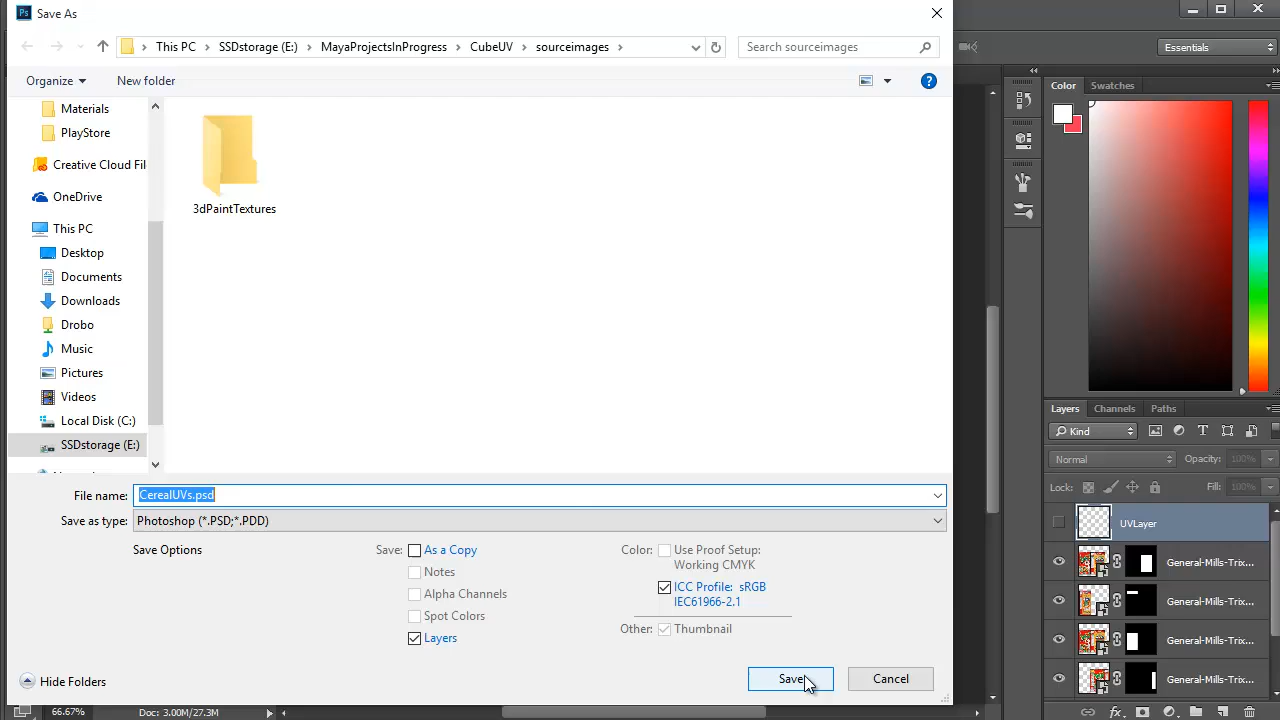 Save As
This PC
SSDstorage (E:)
MayaProjectsInProgress
CubeUV
sourceimages
Search sourceimages
Essentials
Organize
New folder
Color
Swatches
Materials
PlayStore
Creative Cloud Fil
OneDrive
This PC
Desktop
Documents
Downloads
Drobo
Music
Pictures
Videos
Local Disk (C:)
SSDstorage (E:)
3dPaintTextures
Layers
Channels
Paths
Kind
Normal
Opacity: 100%
Lock:
Fill: 100%
UVLayer
General-Mills-Trix...
General-Mills-Trix...
General-Mills-Trix...
General-Mills-Trix...
File name: CerealUVs.psd
Save as type: Photoshop (*.PSD;*.PDD)
Save Options
Save:
As a Copy
Notes
Alpha Channels
Spot Colors
Layers
Color:
Use Proof Setup:
Working CMYK
ICC Profile: sRGB
IEC61966-2.1
Other:
Thumbnail
Hide Folders
Save
Cancel
66.67%
Doc: 3.00M/27.3M